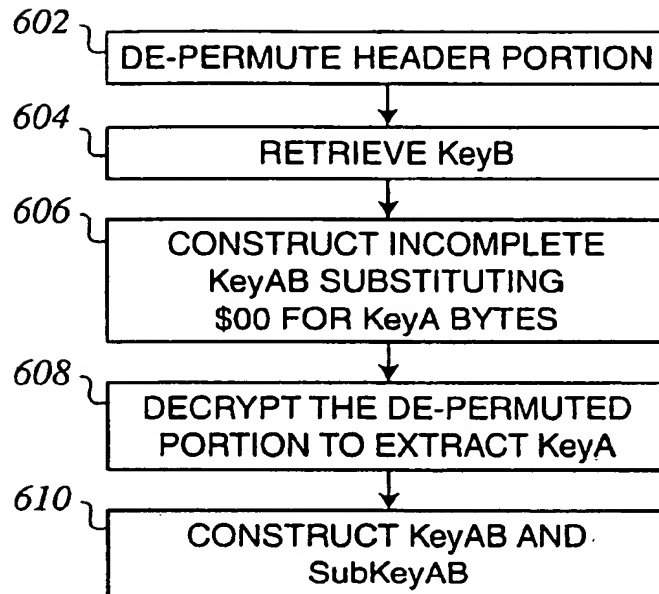 602
DE-PERMUTE HEADER PORTION
604
RETRIEVE KeyB
606
CONSTRUCT INCOMPLETE
KeyAB SUBSTITUTING
$00 FOR KeyA BYTES
608
DECRYPT THE DE-PERMUTED
PORTION TO EXTRACT KeyA
610
CONSTRUCT KeyAB AND
SubKeyAB